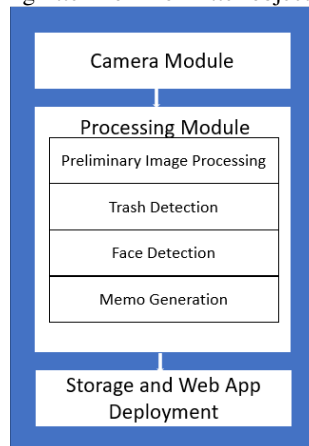 Camera Module
Processing Module
Preliminary Image Processing
Trash Detection
Face Detection
Memo Generation
Storage and Web App
Deployment